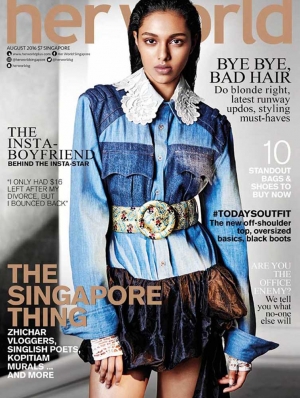 her world
AUGUST 2016 $7 SINGAPORE
BYE BYE,
BAD HAIR
Do blonde right,
latest runway
updos, styling
must-haves
THE
INSTA-
BOYFRIEND
BEHIND THE INSTA-STAR
"I ONLY HAD $16
LEFT AFTER MY
DIVORCE, BUT
I BOUNCED BACK"
10
STANDOUT
BAGS &
SHOES TO
BUY NOW
#TODAYSOUTFIT
The new off-shoulder
top, oversized
basics, black boots
ARE YOU
THE OFFICE
ENEMY?
We tell you
what no-one
else will
THE
SINGAPORE
THING
ZHICHAR
VLOGGERS,
SINGLISH POETS,
KOPITIAM
MURALS ...
AND MORE